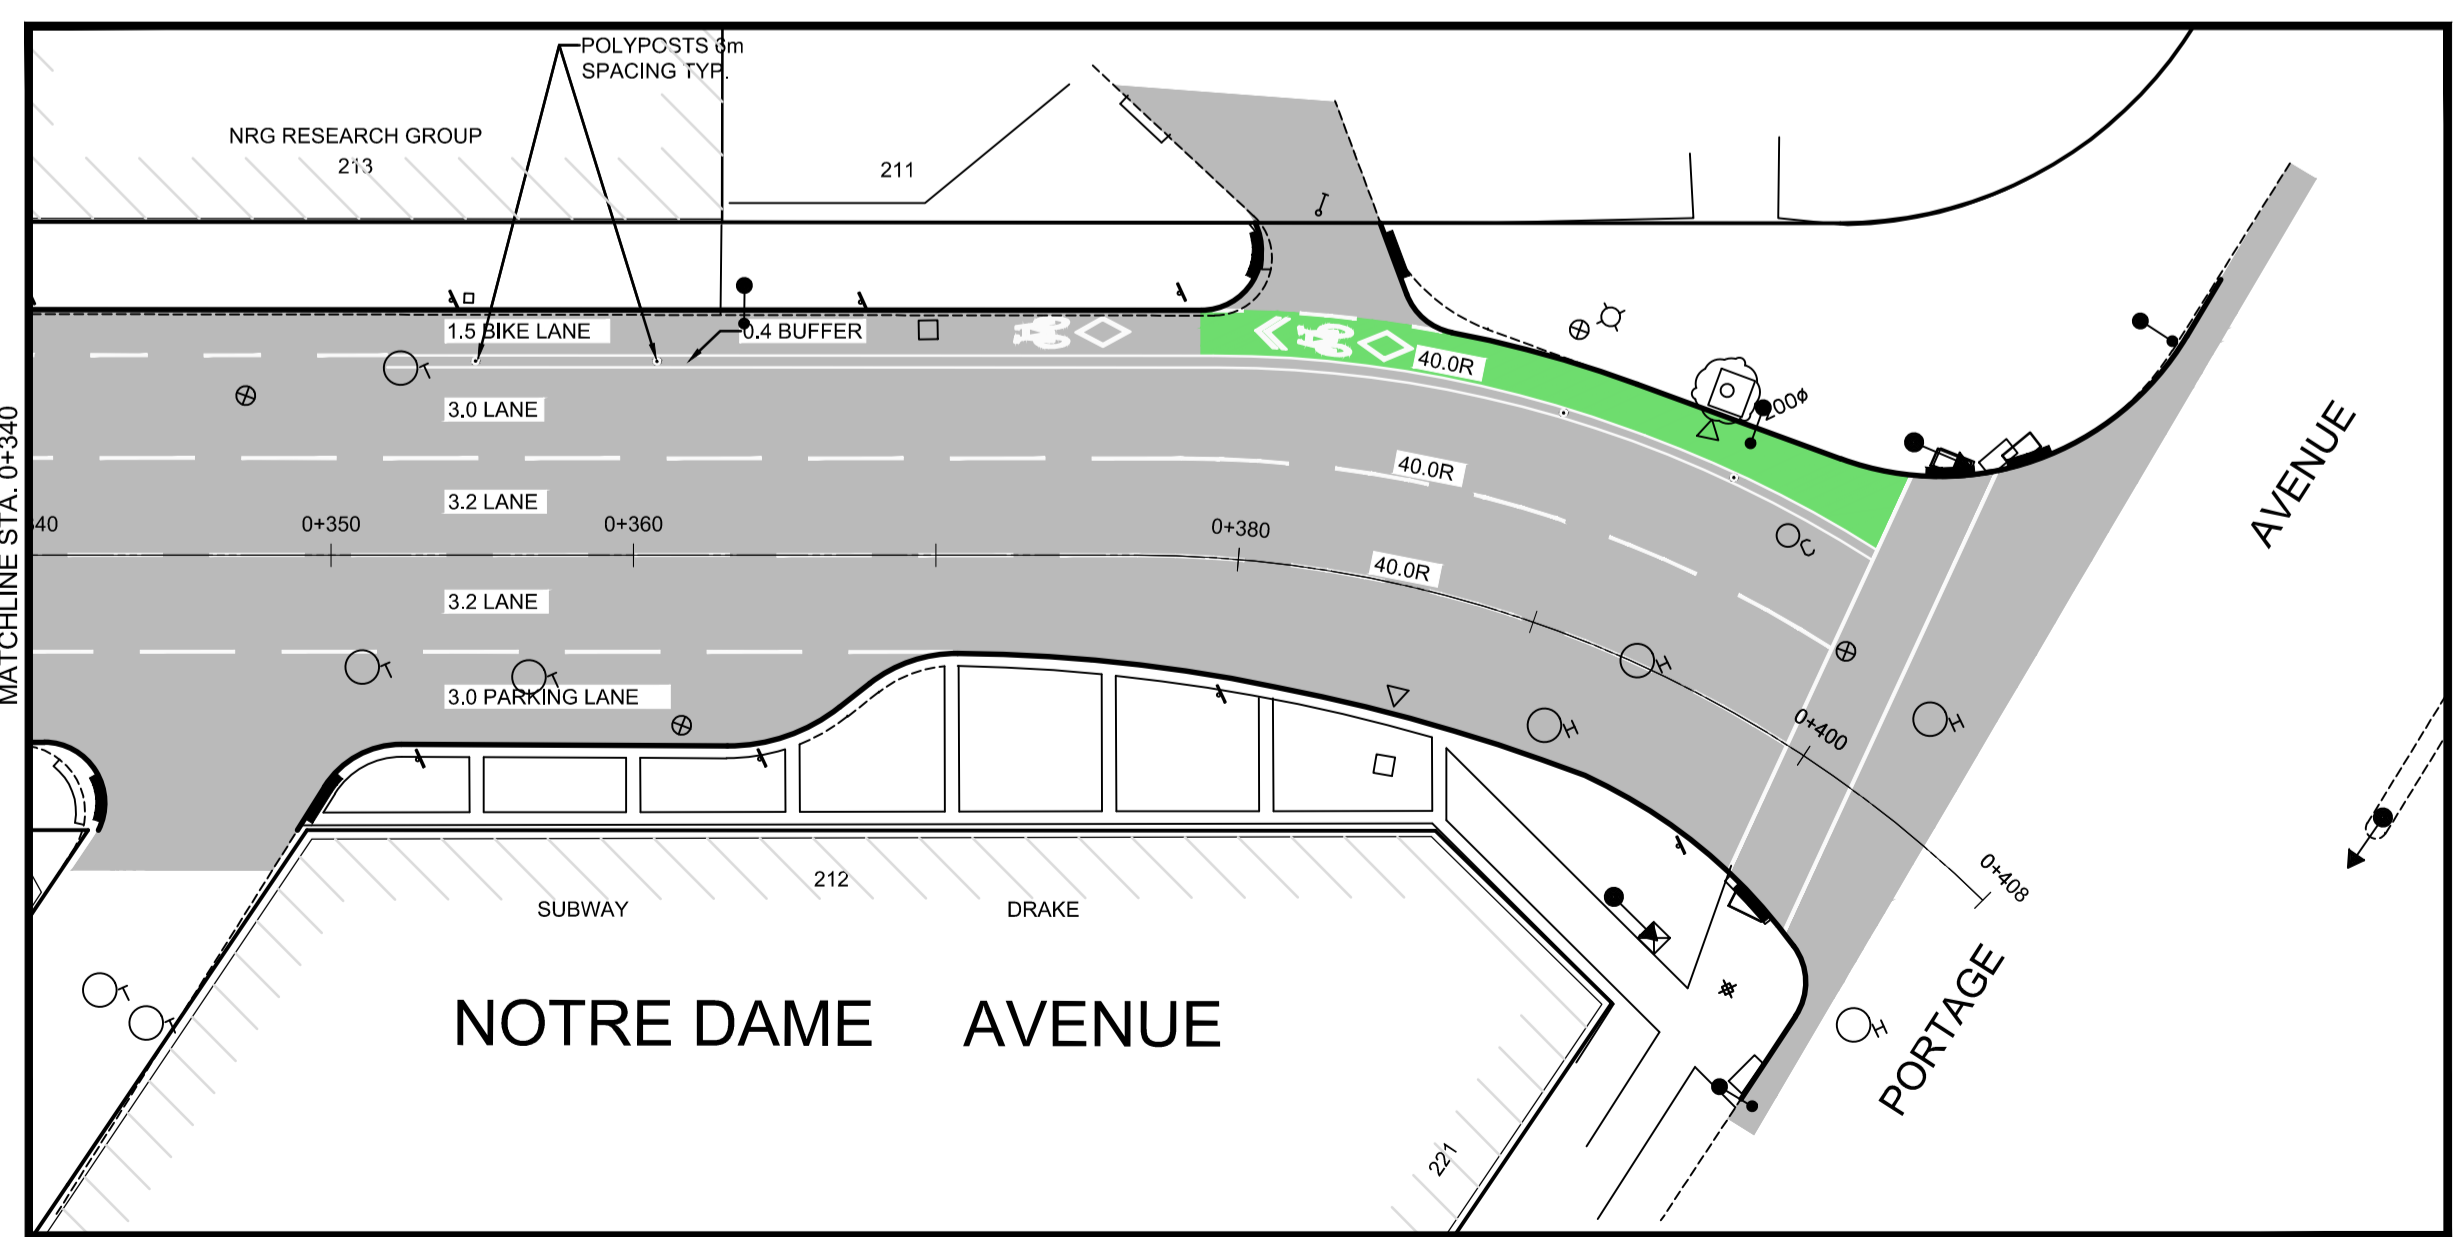 POLYPOSTS 6m
SPACING TYP.
NRG RESEARCH GROUP
213
211
1.5 BIKE LANE
0.4 BUFFER
T
40.0R
200ø
3.0 LANE
MATCHLINE STA. 0+340
40.0R
3.2 LANE
40
0+350
0+360
0+380
C
40.0R
AVENUE
3.2 LANE
T
T
H
H
H
3.0 PARKING LANE
0+400
212
0+408
SUBWAY
DRAKE
T
T
NOTRE DAME AVENUE
H
PORTAGE
221